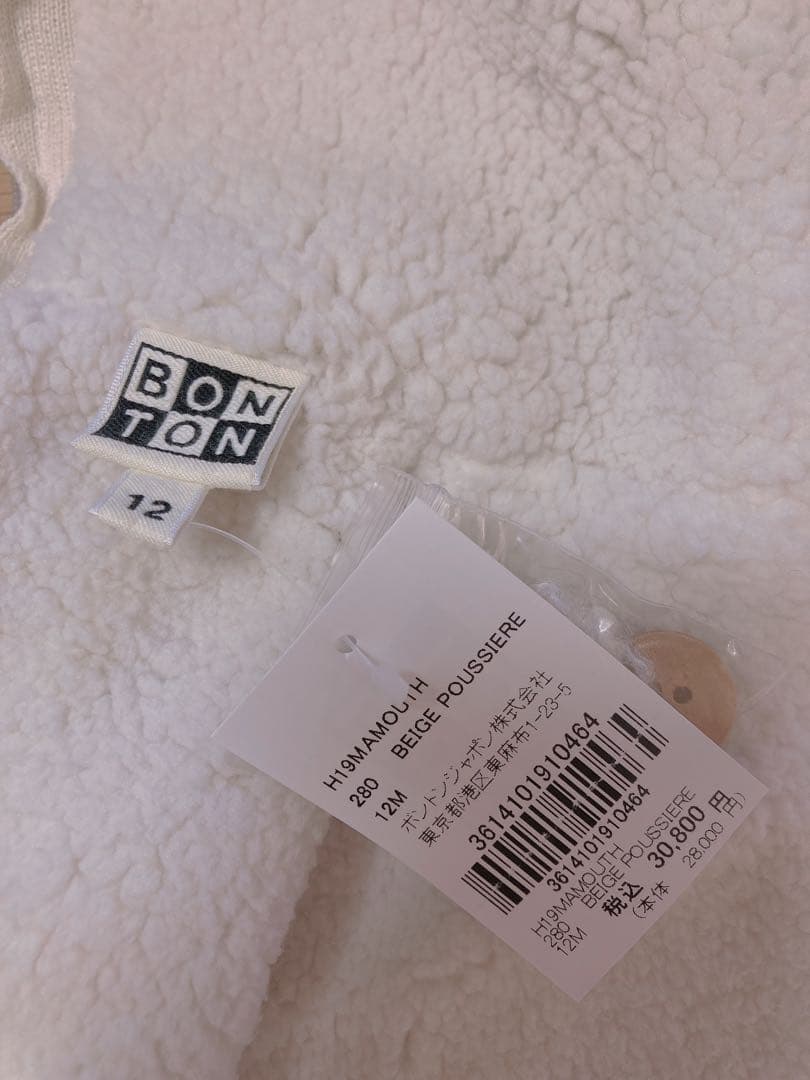 BON
TON
12
H19MAMOUTH
280 BEIGE POUSSIERE
12M
ボントンジャポン株式会社
東京都港区東麻布1-23-5
3614101910464
3614101910464
H19MAMOUTH
280 BEIGE POUSSIERE
12M 税込 30,800 円
(本体 28,000 円)